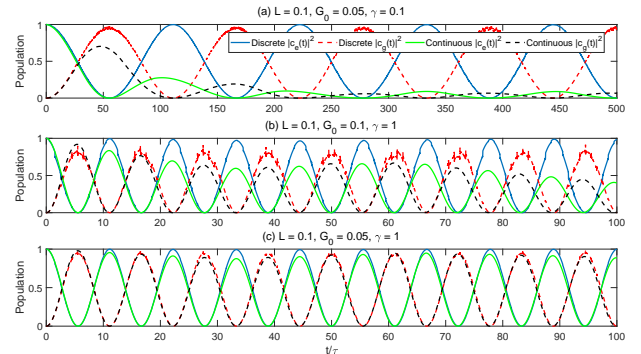 (a) L = 0.1, G₀ = 0.05, γ = 0.1
Population
1
0.5
0
Discrete |cₑ(t)|²
Discrete |c_g(t)|²
Continuous |cₑ(t)|²
Continuous |c_g(t)|²
0 50 100 150 200 250 300 350 400 450 500
(b) L = 0.1, G₀ = 0.1, γ = 1
Population
1
0.5
0
0 10 20 30 40 50 60 70 80 90 100
(c) L = 0.1, G₀ = 0.05, γ = 1
Population
1
0.5
0
0 10 20 30 40 50 60 70 80 90 100
t/τ